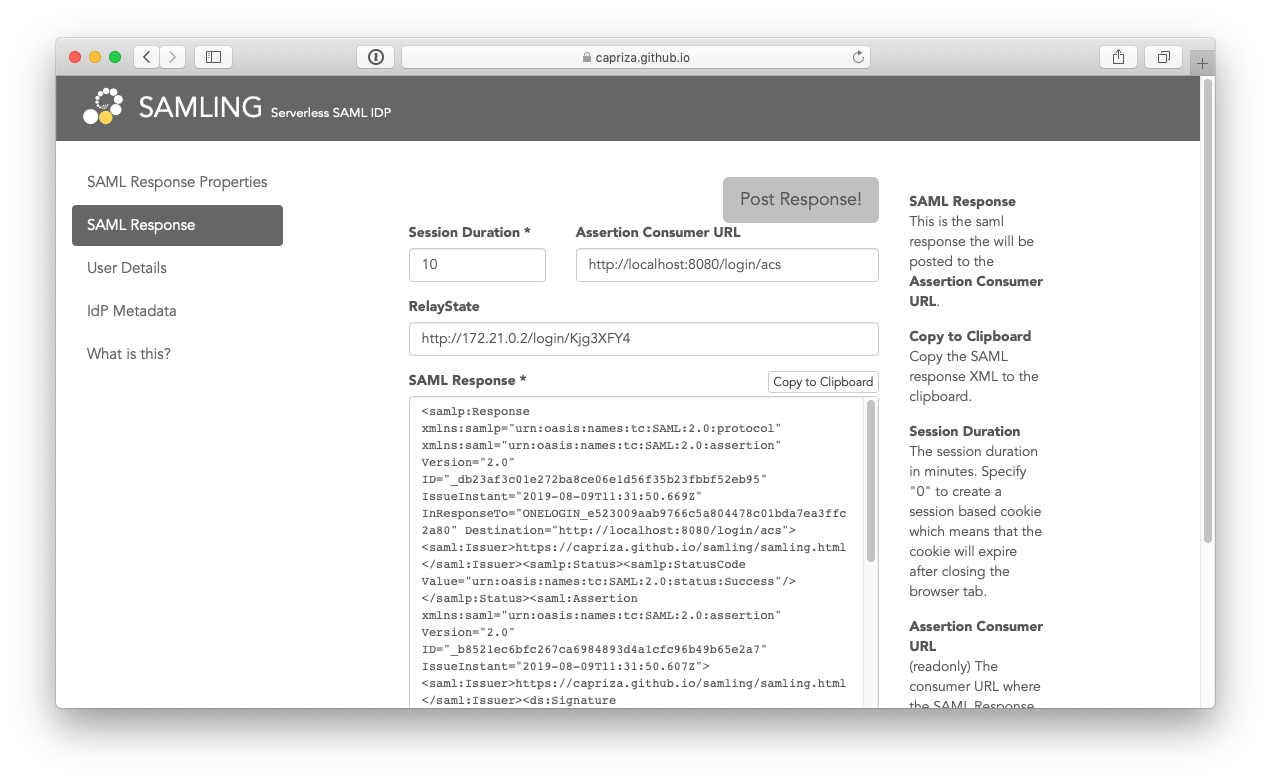 capriza.github.io
SAMLING Serverless SAML IDP
SAML Response Properties
SAML Response
User Details
IdP Metadata
What is this?
Post Response!
Session Duration *
10
Assertion Consumer URL
http://localhost:8080/login/acs
RelayState
http://172.21.0.2/login/Kjg3XFY4
SAML Response *
Copy to Clipboard
<samlp:Response
xmlns:samlp="urn:oasis:names:tc:SAML:2.0:protocol"
xmlns:saml="urn:oasis:names:tc:SAML:2.0:assertion"
Version="2.0"
ID="_db23af3c01e272ba8ce06e1d56f35b23fbbf52eb95"
IssueInstant="2019-08-09T11:31:50.669Z"
InResponseTo="ONELOGIN_e523009aab9766c5a804478c01bda7ea3ffc
2a80" Destination="http://localhost:8080/login/acs">
<saml:Issuer>https://capriza.github.io/samling/samling.html
</saml:Issuer><samlp:Status><samlp:StatusCode
Value="urn:oasis:names:tc:SAML:2.0:status:Success"/>
</samlp:Status><saml:Assertion
xmlns:saml="urn:oasis:names:tc:SAML:2.0:assertion"
Version="2.0"
ID="_b8521ec6bfc267ca6984893d4a1cfc96b49b65e2a7"
IssueInstant="2019-08-09T11:31:50.607Z">
<saml:Issuer>https://capriza.github.io/samling/samling.html
</saml:Issuer><ds:Signature
SAML Response
This is the saml
response the will be
posted to the
Assertion Consumer
URL.
Copy to Clipboard
Copy the SAML
response XML to the
clipboard.
Session Duration
The session duration
in minutes. Specify
"0" to create a
session based cookie
which means that the
cookie will expire
after closing the
browser tab.
Assertion Consumer
URL
(readonly) The
consumer URL where
the SAML Response